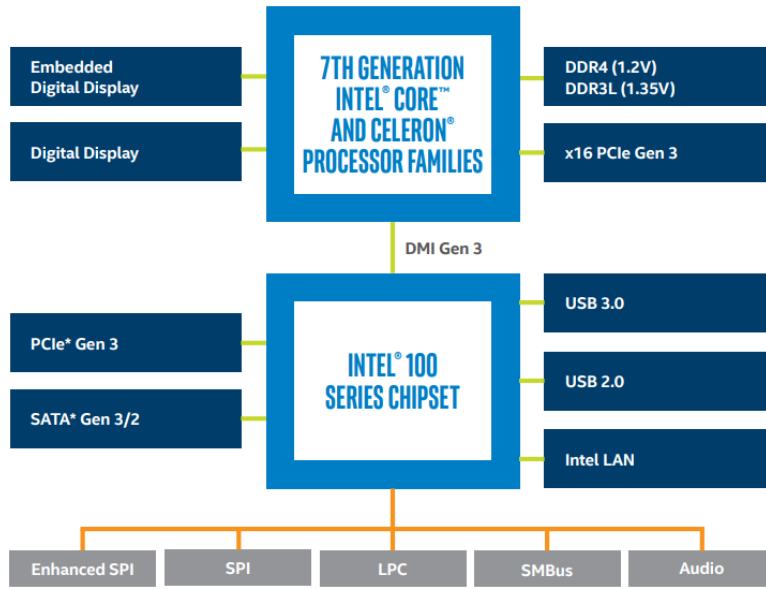 Embedded
Digital Display
Digital Display
7TH GENERATION
INTEL® CORE™
AND CELERON®
PROCESSOR FAMILIES
DDR4 (1.2V)
DDR3L (1.35V)
x16 PCIe Gen 3
DMI Gen 3
PCIe* Gen 3
SATA* Gen 3/2
INTEL® 100
SERIES CHIPSET
USB 3.0
USB 2.0
Intel LAN
Enhanced SPI
SPI
LPC
SMBus
Audio